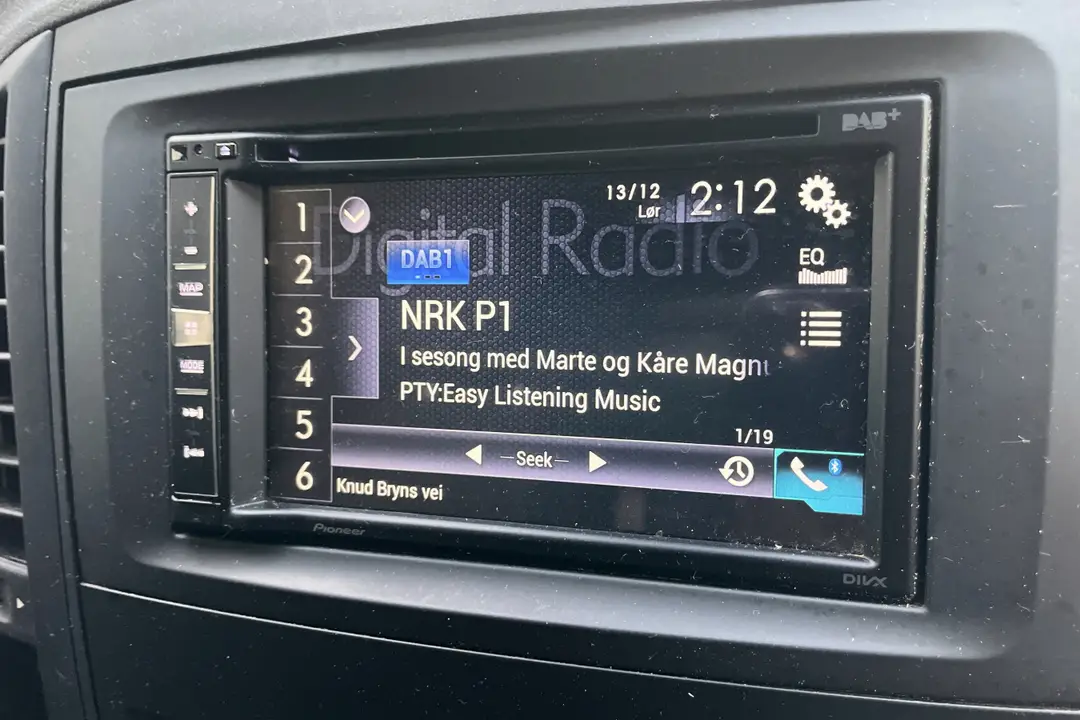 DAB+
13/12
Lør
2:12
Digital Radio
DAB1
EQ
NRK P1
I sesong med Marte og Kåre Magn
PTY:Easy Listening Music
1/19
Seek
Knud Bryns vei
1
2
3
4
5
6
MAP
MODE
Pioneer
DIVX